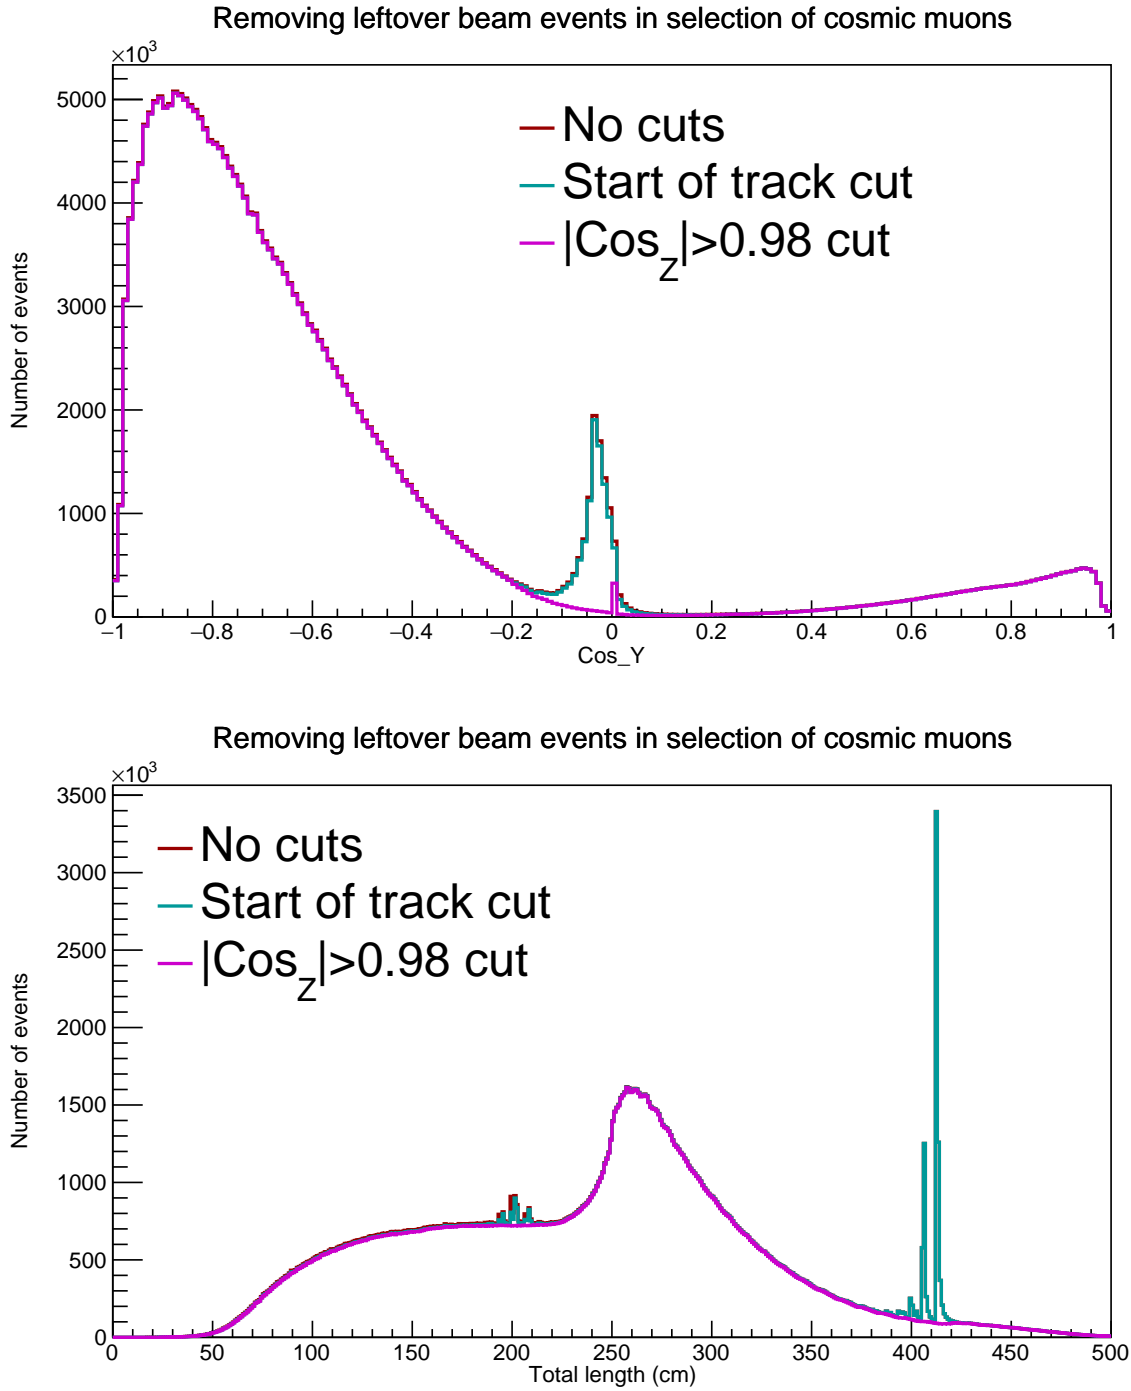 Removing leftover beam events in selection of cosmic muons
×10³
5000
4000
3000
2000
1000
0
Number of events
No cuts
Start of track cut
|Cos_Z|>0.98 cut
−1 −0.8 −0.6 −0.4 −0.2 0 0.2 0.4 0.6 0.8 1
Cos_Y
Removing leftover beam events in selection of cosmic muons
×10³
3500
3000
2500
2000
1500
1000
500
0
Number of events
No cuts
Start of track cut
|Cos_Z|>0.98 cut
0 50 100 150 200 250 300 350 400 450 500
Total length (cm)